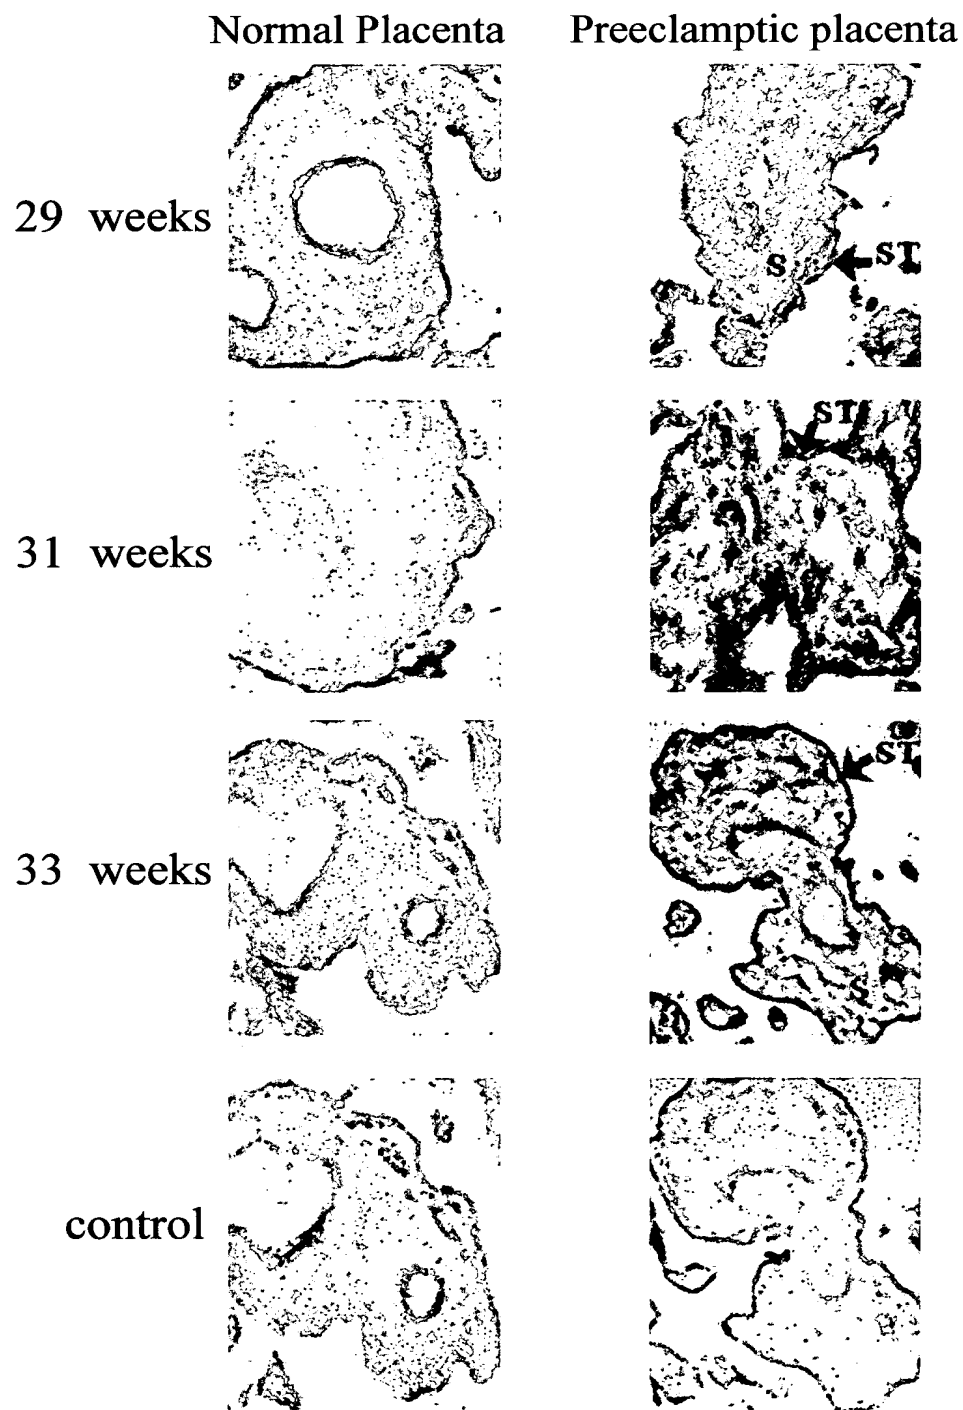 Normal Placenta Preeclamptic placenta
29 weeks
S ST
31 weeks
ST
33 weeks
ST
S
control